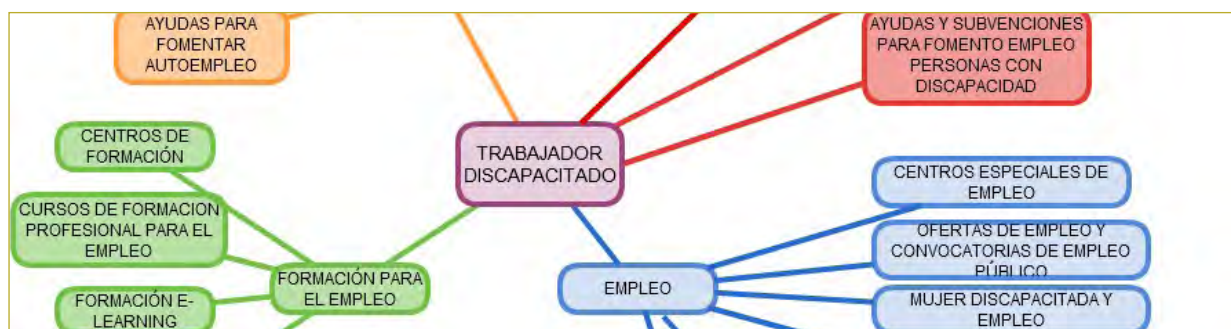 AYUDAS PARA
FOMENTAR
AUTOEMPLEO
AYUDAS Y SUBVENCIONES
PARA FOMENTO EMPLEO
PERSONAS CON
DISCAPACIDAD
CENTROS DE
FORMACIÓN
TRABAJADOR
DISCAPACITADO
CENTROS ESPECIALES DE
EMPLEO
CURSOS DE FORMACION
PROFESIONAL PARA EL
EMPLEO
OFERTAS DE EMPLEO Y
CONVOCATORIAS DE EMPLEO
PÚBLICO
FORMACIÓN PARA
EL EMPLEO
EMPLEO
FORMACIÓN E-
LEARNING
MUJER DISCAPACITADA Y
EMPLEO